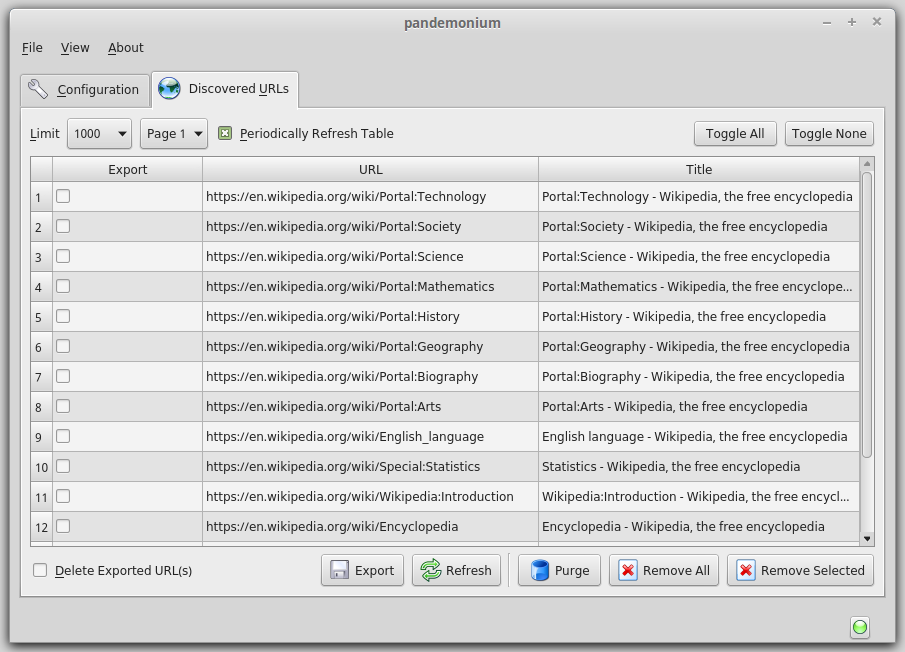 pandemonium
File View About
Configuration Discovered URLs
Limit 1000 Page 1 Periodically Refresh Table Toggle All Toggle None
Export URL Title
1 https://en.wikipedia.org/wiki/Portal:Technology Portal:Technology - Wikipedia, the free encyclopedia
2 https://en.wikipedia.org/wiki/Portal:Society Portal:Society - Wikipedia, the free encyclopedia
3 https://en.wikipedia.org/wiki/Portal:Science Portal:Science - Wikipedia, the free encyclopedia
4 https://en.wikipedia.org/wiki/Portal:Mathematics Portal:Mathematics - Wikipedia, the free encyclope...
5 https://en.wikipedia.org/wiki/Portal:History Portal:History - Wikipedia, the free encyclopedia
6 https://en.wikipedia.org/wiki/Portal:Geography Portal:Geography - Wikipedia, the free encyclopedia
7 https://en.wikipedia.org/wiki/Portal:Biography Portal:Biography - Wikipedia, the free encyclopedia
8 https://en.wikipedia.org/wiki/Portal:Arts Portal:Arts - Wikipedia, the free encyclopedia
9 https://en.wikipedia.org/wiki/English_language English language - Wikipedia, the free encyclopedia
10 https://en.wikipedia.org/wiki/Special:Statistics Statistics - Wikipedia, the free encyclopedia
11 https://en.wikipedia.org/wiki/Wikipedia:Introduction Wikipedia:Introduction - Wikipedia, the free encycl...
12 https://en.wikipedia.org/wiki/Encyclopedia Encyclopedia - Wikipedia, the free encyclopedia
Delete Exported URL(s) Export Refresh Purge Remove All Remove Selected